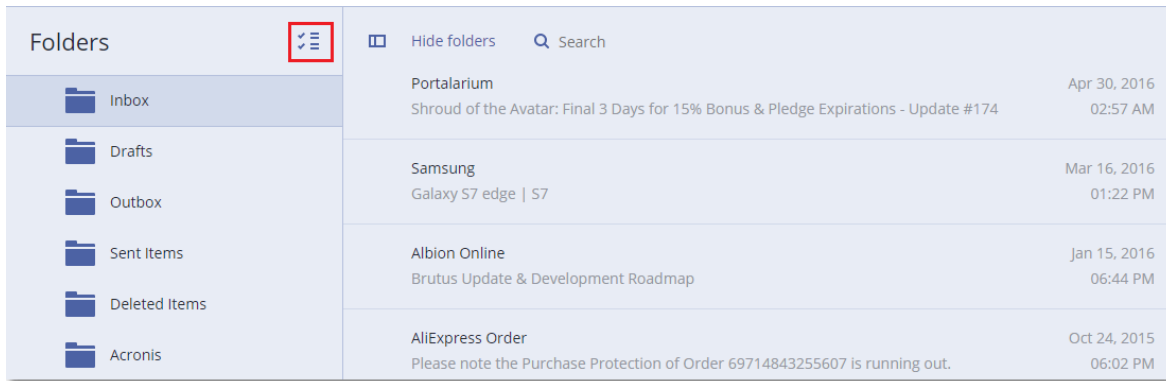 Folders
Inbox
Drafts
Outbox
Sent Items
Deleted Items
Acronis
Hide folders
Search
Portalarium
Apr 30, 2016
Shroud of the Avatar: Final 3 Days for 15% Bonus & Pledge Expirations - Update #174
02:57 AM
Samsung
Mar 16, 2016
Galaxy S7 edge | S7
01:22 PM
Albion Online
Jan 15, 2016
Brutus Update & Development Roadmap
06:44 PM
AliExpress Order
Oct 24, 2015
Please note the Purchase Protection of Order 69714843255607 is running out.
06:02 PM